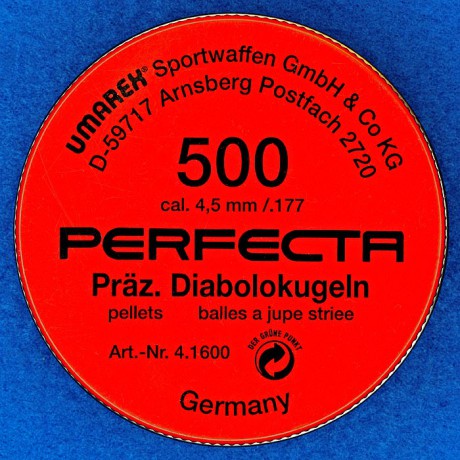 UMAREX® Sportwaffen GmbH & Co KG
D-59717 Arnsberg Postfach 2720
500
cal. 4,5 mm /.177
PERFECTA
Präz. Diabolokugeln
pellets balles a jupe striee
Art.-Nr. 4.1600
DER GRÜNE PUNKT
Germany